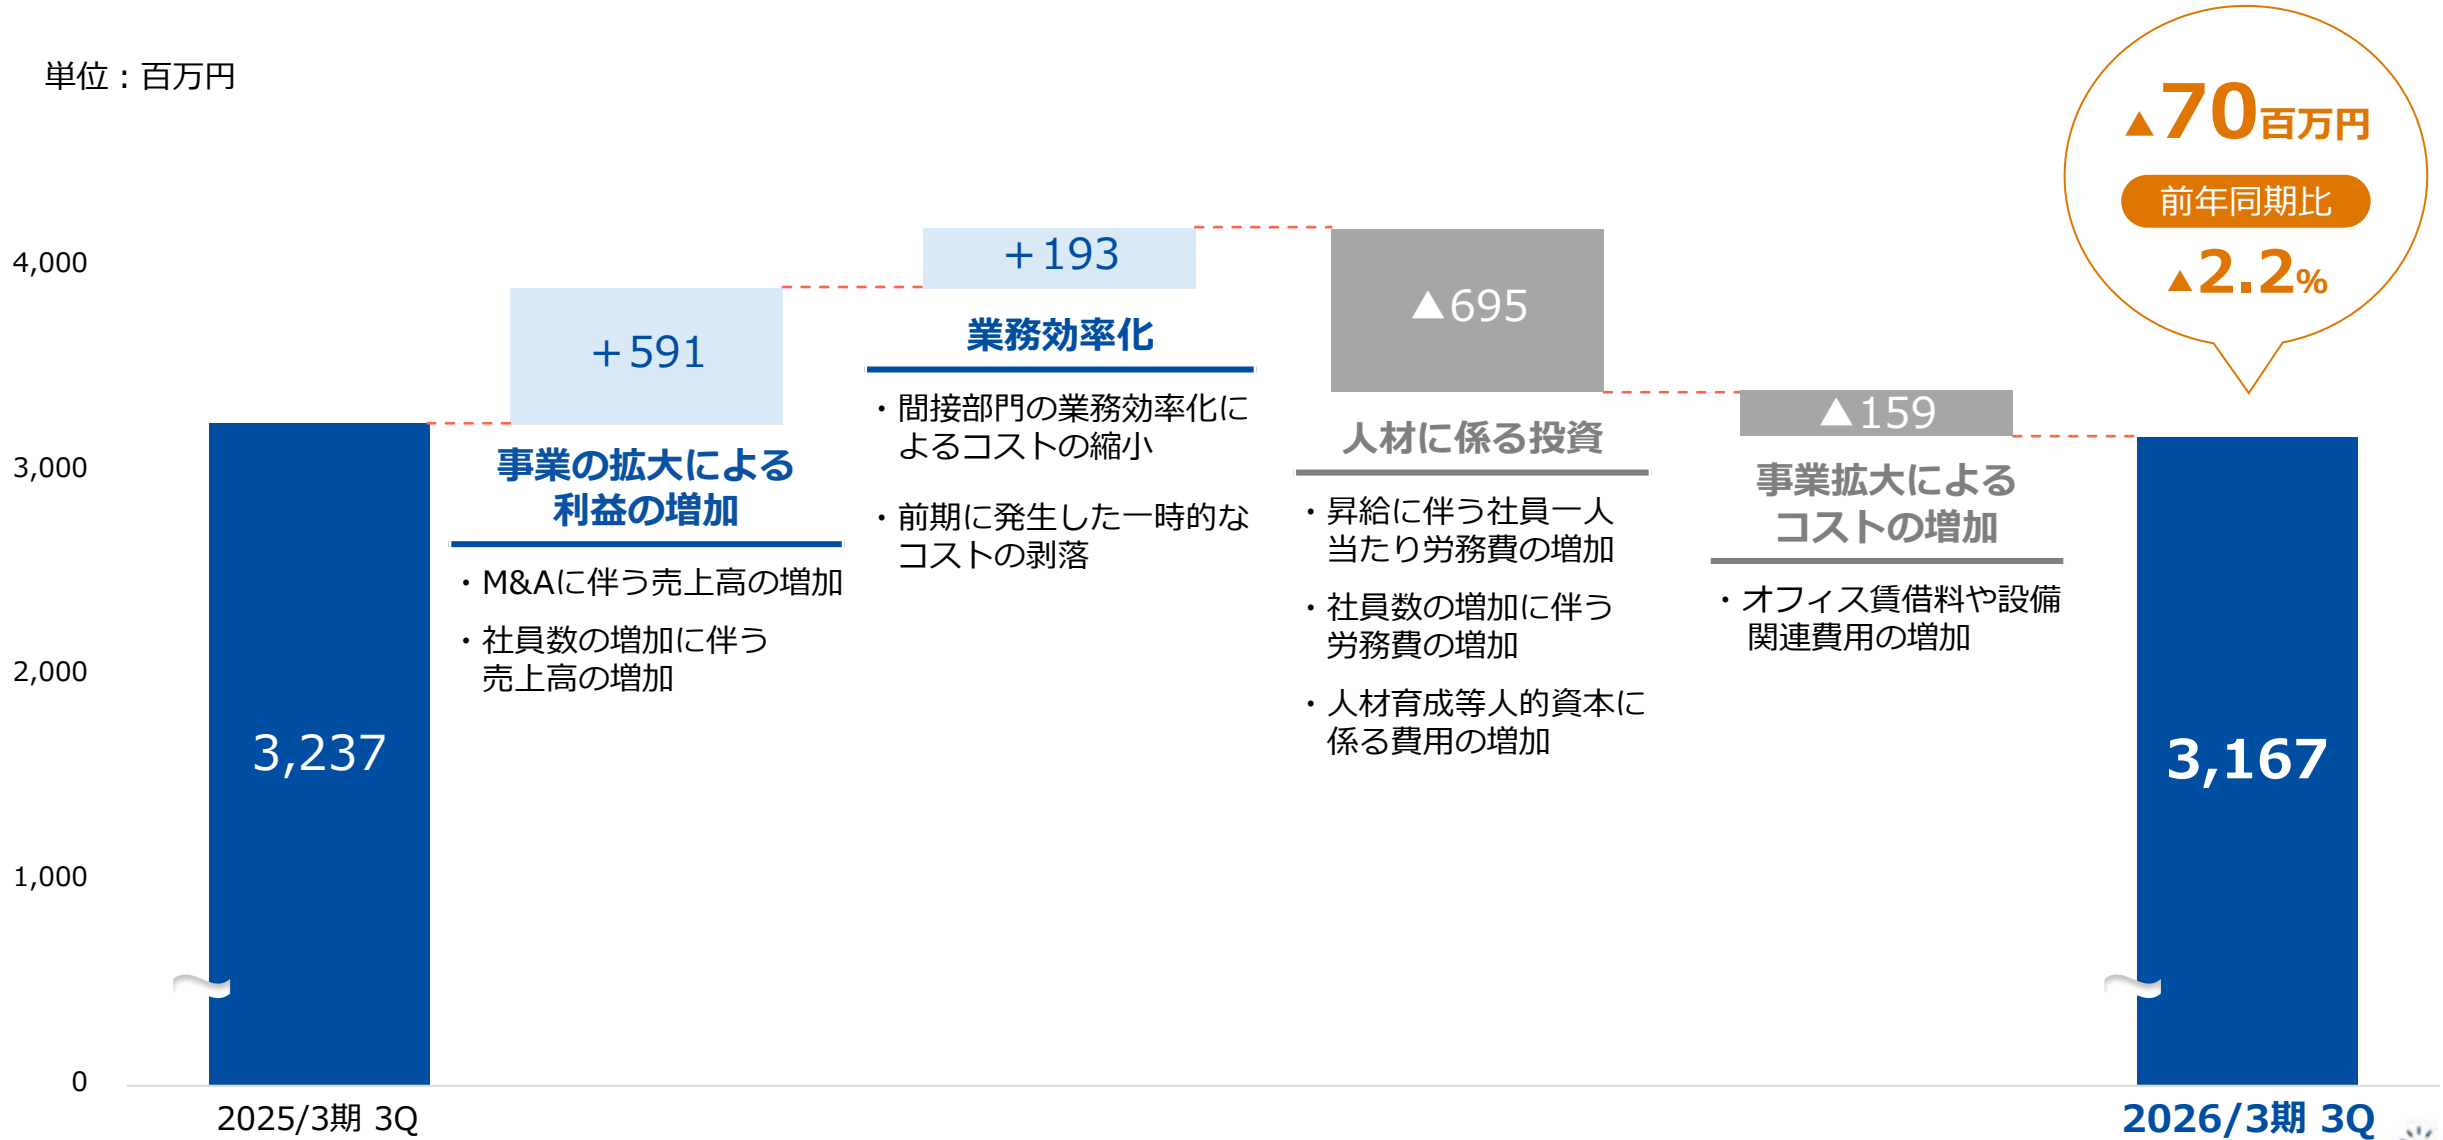 単位：百万円
▲70百万円
前年同期比
▲2.2%
4,000
3,000
2,000
1,000
0
3,237
2025/3期 3Q
＋591
事業の拡大による
利益の増加
・M&Aに伴う売上高の増加
・社員数の増加に伴う
売上高の増加
＋193
業務効率化
・間接部門の業務効率化に
よるコストの縮小
・前期に発生した一時的な
コストの剥落
▲695
人材に係る投資
・昇給に伴う社員一人
当たり労務費の増加
・社員数の増加に伴う
労務費の増加
・人材育成等人的資本に
係る費用の増加
▲159
事業拡大による
コストの増加
・オフィス賃借料や設備
関連費用の増加
3,167
2026/3期 3Q